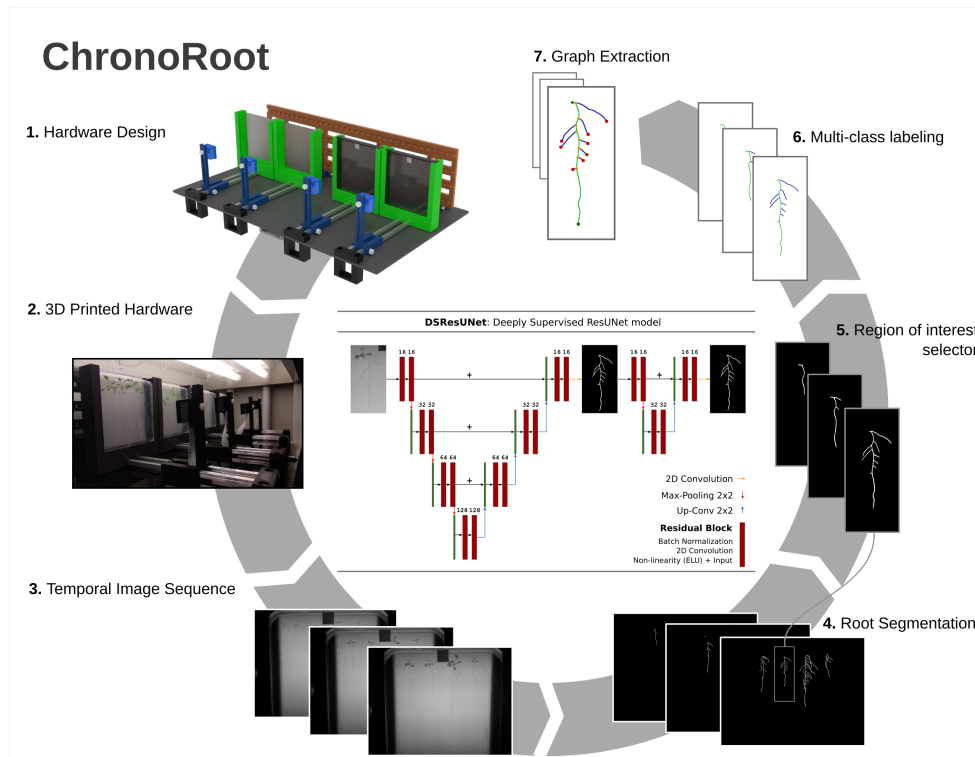 ChronoRoot
7. Graph Extraction
1. Hardware Design
6. Multi-class labeling
2. 3D Printed Hardware
DSResUNet: Deeply Supervised ResUNet model
5. Region of interest
selector
16 16
16 16
16 16
16 16
+
+
32 32
32 32
32 32
+
64 64
64 64
+
128 128
2D Convolution
Max-Pooling 2x2
Up-Conv 2x2
Residual Block
Batch Normalization
2D Convolution
Non-linearity (ELU) + Input
3. Temporal Image Sequence
4. Root Segmentation